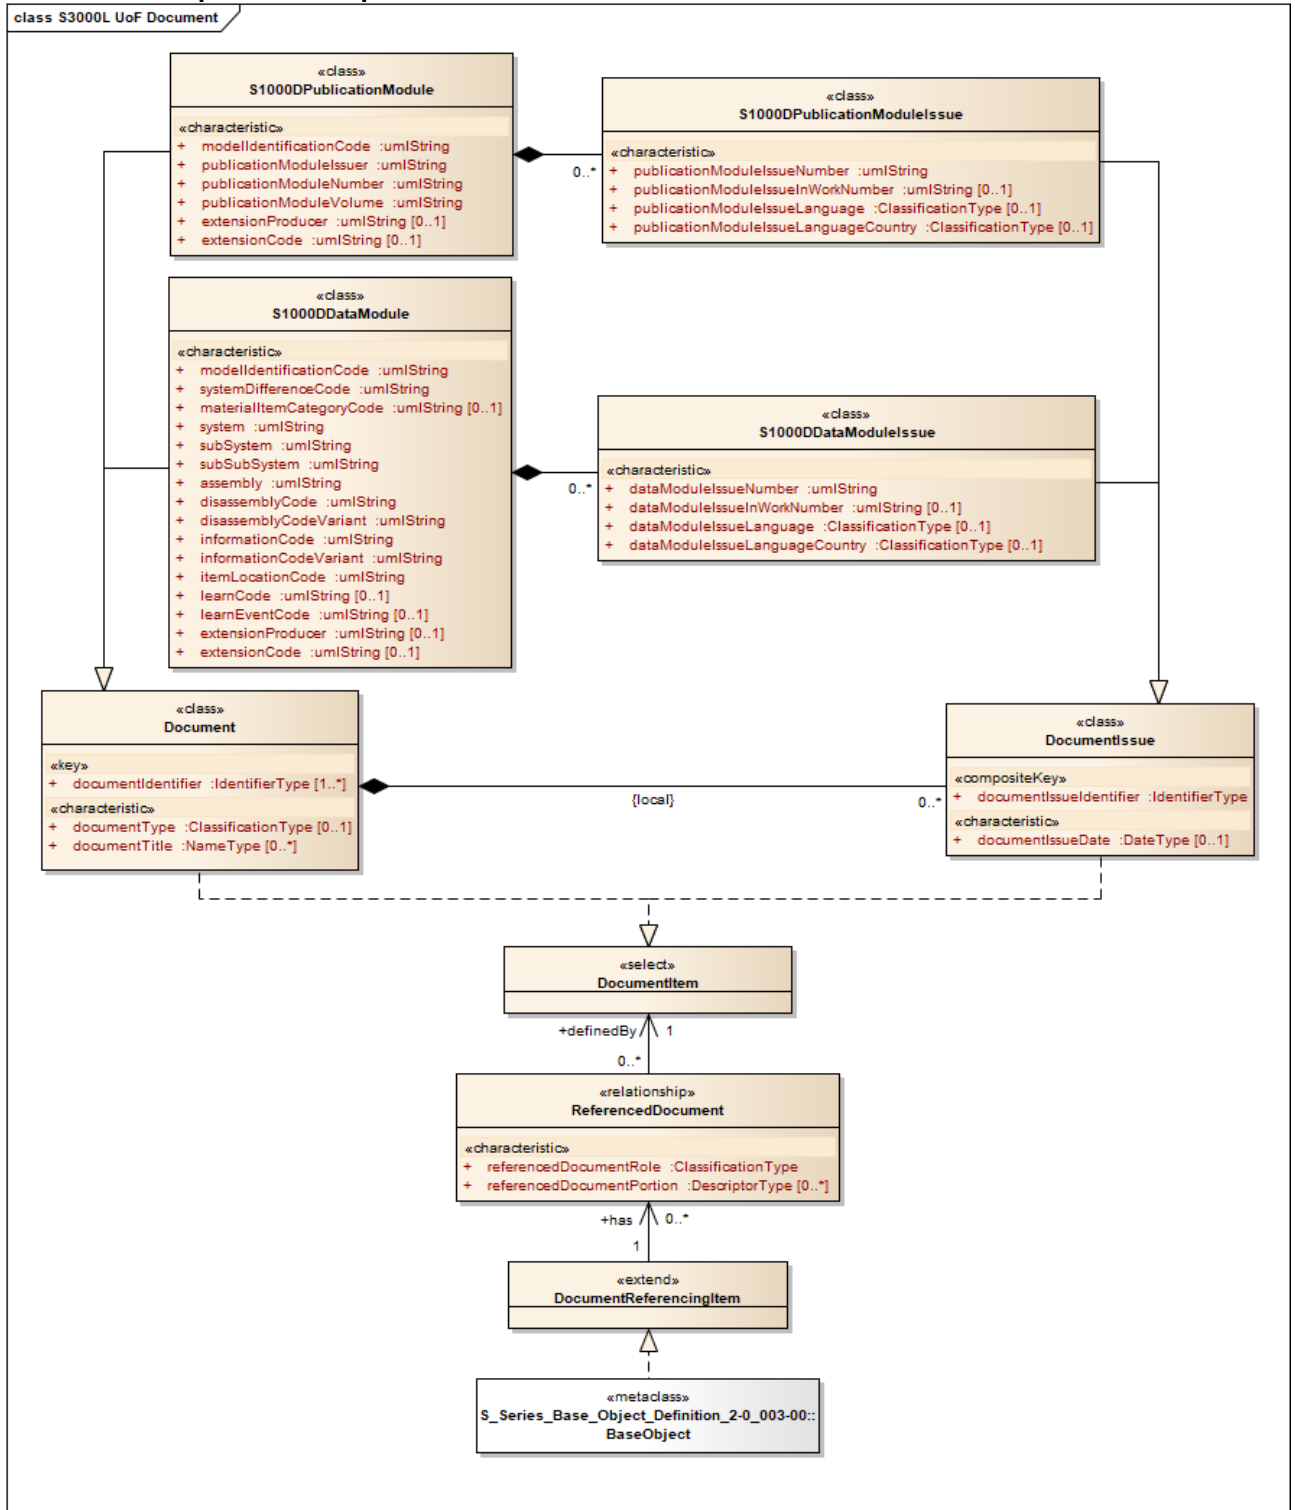 class S3000L UoF Document
«class»
S1000DPublicationModule
«characteristic»
+ modelIdentificationCode :umlString
+ publicationModuleIssuer :umlString
+ publicationModuleNumber :umlString
+ publicationModuleVolume :umlString
+ extensionProducer :umlString [0..1]
+ extensionCode :umlString [0..1]
0..*
«class»
S1000DPublicationModuleIssue
«characteristic»
+ publicationModuleIssueNumber :umlString
+ publicationModuleIssueInWorkNumber :umlString [0..1]
+ publicationModuleIssueLanguage :ClassificationType [0..1]
+ publicationModuleIssueLanguageCountry :ClassificationType [0..1]
«class»
S1000DDataModule
«characteristic»
+ modelIdentificationCode :umlString
+ systemDifferenceCode :umlString
+ materialItemCategoryCode :umlString [0..1]
+ system :umlString
+ subSystem :umlString
+ subSubSystem :umlString
+ assembly :umlString
+ disassemblyCode :umlString
+ disassemblyCodeVariant :umlString
+ informationCode :umlString
+ informationCodeVariant :umlString
+ itemLocationCode :umlString
+ learnCode :umlString [0..1]
+ learnEventCode :umlString [0..1]
+ extensionProducer :umlString [0..1]
+ extensionCode :umlString [0..1]
0..*
«class»
S1000DDataModuleIssue
«characteristic»
+ dataModuleIssueNumber :umlString
+ dataModuleIssueInWorkNumber :umlString [0..1]
+ dataModuleIssueLanguage :ClassificationType [0..1]
+ dataModuleIssueLanguageCountry :ClassificationType [0..1]
«class»
Document
«key»
+ documentIdentifier :IdentifierType [1..*]
«characteristic»
+ documentType :ClassificationType [0..1]
+ documentTitle :NameType [0..*]
{local}
0..*
«class»
DocumentIssue
«compositeKey»
+ documentIssueIdentifier :IdentifierType
«characteristic»
+ documentIssueDate :DateType [0..1]
«select»
DocumentItem
+definedBy 1
0..*
«relationship»
ReferencedDocument
«characteristic»
+ referencedDocumentRole :ClassificationType
+ referencedDocumentPortion :DescriptorType [0..*]
+has 0..*
1
«extend»
DocumentReferencingItem
«metaclass»
S_Series_Base_Object_Definition_2-0_003-00::
BaseObject